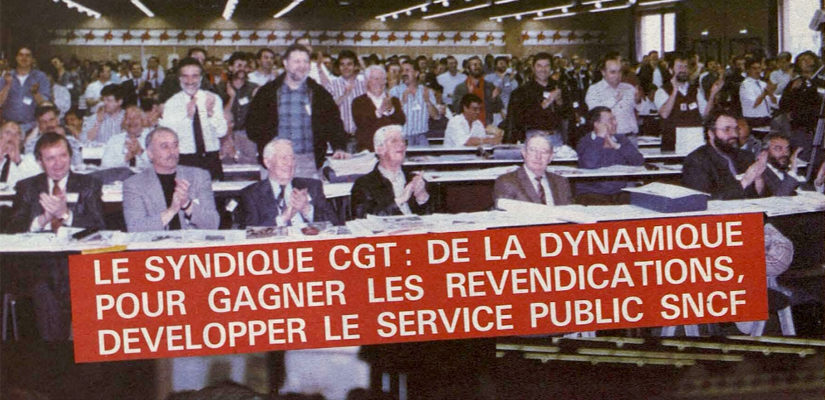 LE SYNDIQUE CGT : DE LA DYNAMIQUE
POUR GAGNER LES REVENDICATIONS,
DEVELOPPER LE SERVICE PUBLIC SNCF